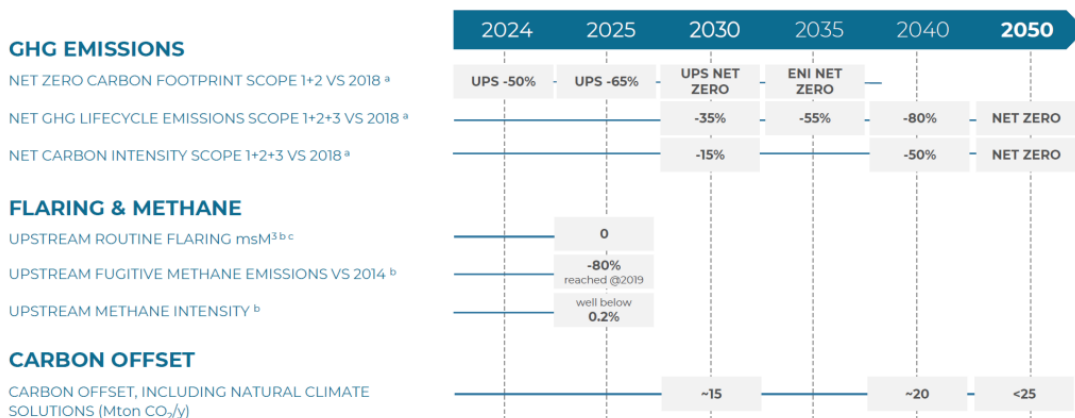 2024 2025 2030 2035 2040 2050
GHG EMISSIONS
NET ZERO CARBON FOOTPRINT SCOPE 1+2 VS 2018 ᵃ UPS -50% UPS -65% UPS NET ZERO ENI NET ZERO
NET GHG LIFECYCLE EMISSIONS SCOPE 1+2+3 VS 2018 ᵃ -35% -55% -80% NET ZERO
NET CARBON INTENSITY SCOPE 1+2+3 VS 2018 ᵃ -15% -50% NET ZERO
FLARING & METHANE
UPSTREAM ROUTINE FLARING msM³ ᵇ ᶜ 0
UPSTREAM FUGITIVE METHANE EMISSIONS VS 2014 ᵇ -80% reached @2019
UPSTREAM METHANE INTENSITY ᵇ well below 0.2%
CARBON OFFSET
CARBON OFFSET, INCLUDING NATURAL CLIMATE
SOLUTIONS (Mton CO₂/y) ~15 ~20 <25